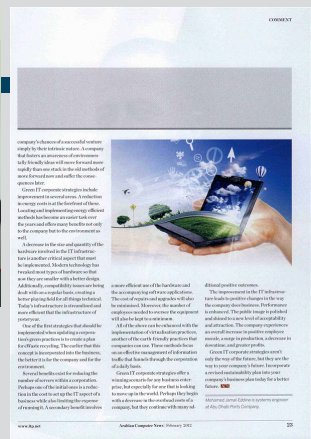 COMMENT
company's chances of a successful venture
simply by their intrinsic nature. A company
that fosters an awareness of environmen-
tally friendly ideas will move forward more
rapidly than one stuck in the old methods of
move forward now and suffer the conse-
quences later.
Green IT corporate strategies include
improvement in several areas. A reduction
in energy costs is at the forefront of these.
Locating and implementing energy efficient
methods has become an easier task over
the years and offers many benefits not only
to the company but to the environment as
well.
A decrease in the size and quantity of the
hardware involved in the IT infrastruc-
ture is another critical aspect that must
be implemented. Modern technology has
tweaked most types of hardware so that
now they are smaller with a better design.
Additionally, compatibility issues are being
dealt with on a regular basis, creating a
better playing field for all things technical.
Today's infrastructure is streamlined and
more efficient that the infrastructure of
yesteryear.
One of the first strategies that should be
implemented when updating a corpora-
tion's green practices is to create a plan
for eWaste recycling. The earlier that this
concept is incorporated into the business,
the better it is for the company and for the
environment.
Several benefits exist for reducing the
number of servers within a corporation.
Perhaps one of the initial ones is a reduc-
tion in the cost to set up the IT aspect of a
business while also limiting the expense
of running it. A secondary benefit involves
a more efficient use of the hardware and
the accompanying software applications.
The cost of repairs and upgrades will also
be minimised. Moreover, the number of
employees needed to oversee the equipment
will also be kept to a minimum.
All of the above can be enhanced with the
implementation of virtualisation practices,
another of the earth-friendly practices that
companies can use. These methods focus
on an effective management of information
traffic that funnels through the corporation
of a daily basis.
Green IT corporate strategies offer a
winning scenario for any business enter-
prise, but especially for one that is looking
to move up in the world. Perhaps they begin
with a decrease in the overhead costs of a
company, but they continue with many ad-
ditional positive outcomes.
The improvement in the IT infrastruc-
ture leads to positive changes in the way
the company does business. Performance
is enhanced. The public image is polished
and shined to a new level of acceptability
and attraction. The company experiences
an overall increase in positive employee
morale, a surge in production, a decrease in
downtime, and greater profits.
Green IT corporate strategies aren't
only the way of the future, but they are the
way to your company's future. Incorporate
a revised sustainability plan into your
company's business plan today for a better
future.
Mohammed Jamal Eddine is systems engineer
at Abu Dhabi Ports Company.
www.itp.net
Arabian Computer News | February 2012
23